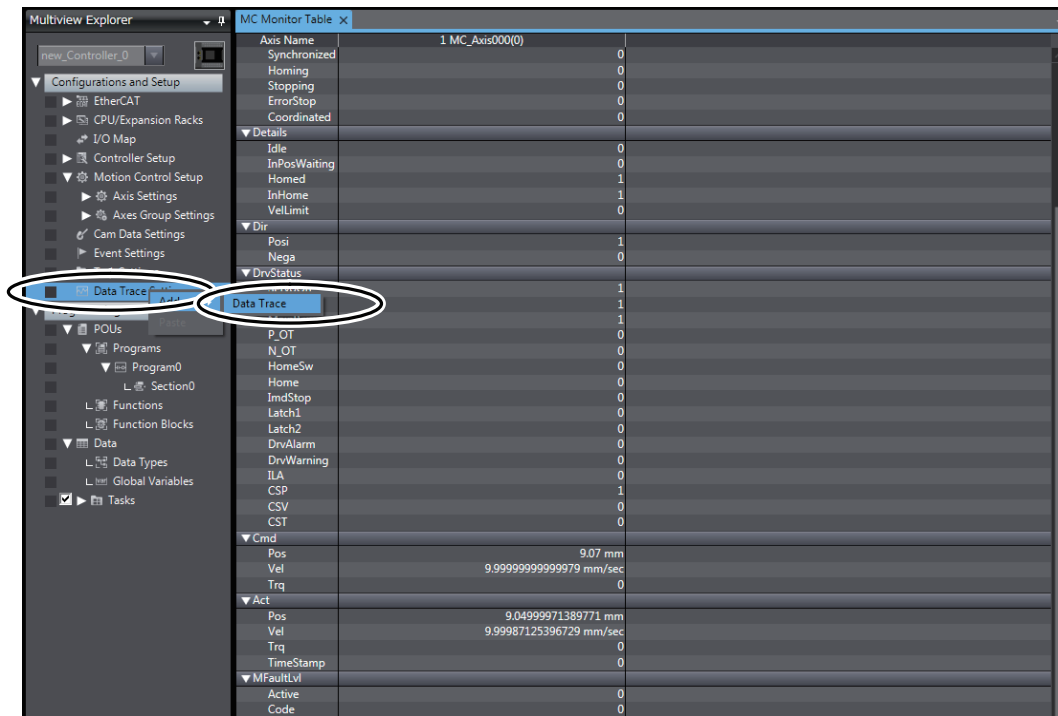 Multiview Explorer
new_Controller_0
Configurations and Setup
EtherCAT
CPU/Expansion Racks
I/O Map
Controller Setup
Motion Control Setup
Axis Settings
Axes Group Settings
Cam Data Settings
Event Settings
Data Trace
Add
Data Trace
Paste
POUs
Programs
Program0
Section0
Functions
Function Blocks
Data
Data Types
Global Variables
Tasks
MC Monitor Table
Axis Name 1 MC_Axis000(0)
Synchronized 0
Homing 0
Stopping 0
ErrorStop 0
Coordinated 0
Details
Idle 0
InPosWaiting 0
Homed 1
InHome 1
VelLimit 0
Dir
Posi 1
Nega 0
DrvStatus
1
1
1
P_OT 0
N_OT 0
HomeSw 0
Home 0
ImdStop 0
Latch1 0
Latch2 0
DrvAlarm 0
DrvWarning 0
ILA 0
CSP 1
CSV 0
CST 0
Cmd
Pos 9.07 mm
Vel 9.99999999999979 mm/sec
Trq 0
Act
Pos 9.04999971389771 mm
Vel 9.99987125396729 mm/sec
Trq 0
TimeStamp 0
MFaultLvl
Active 0
Code 0